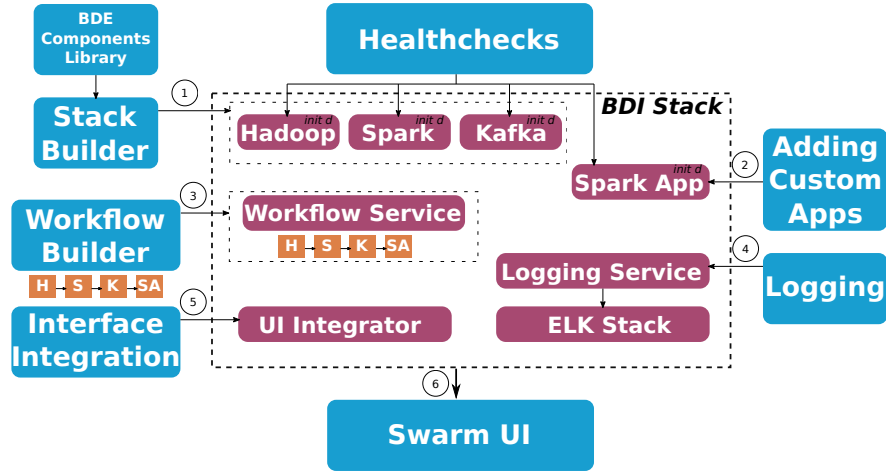 BDE
Components
Library
Healthchecks
1
BDI Stack
Stack
Builder
init d
init d
init d
Hadoop
Spark
Kafka
init d
2
Spark App
Adding
Custom
Apps
3
Workflow
Builder
Workflow Service
H S K SA
4
Logging Service
Logging
H S K SA
5
Interface
Integration
UI Integrator
ELK Stack
6
Swarm UI